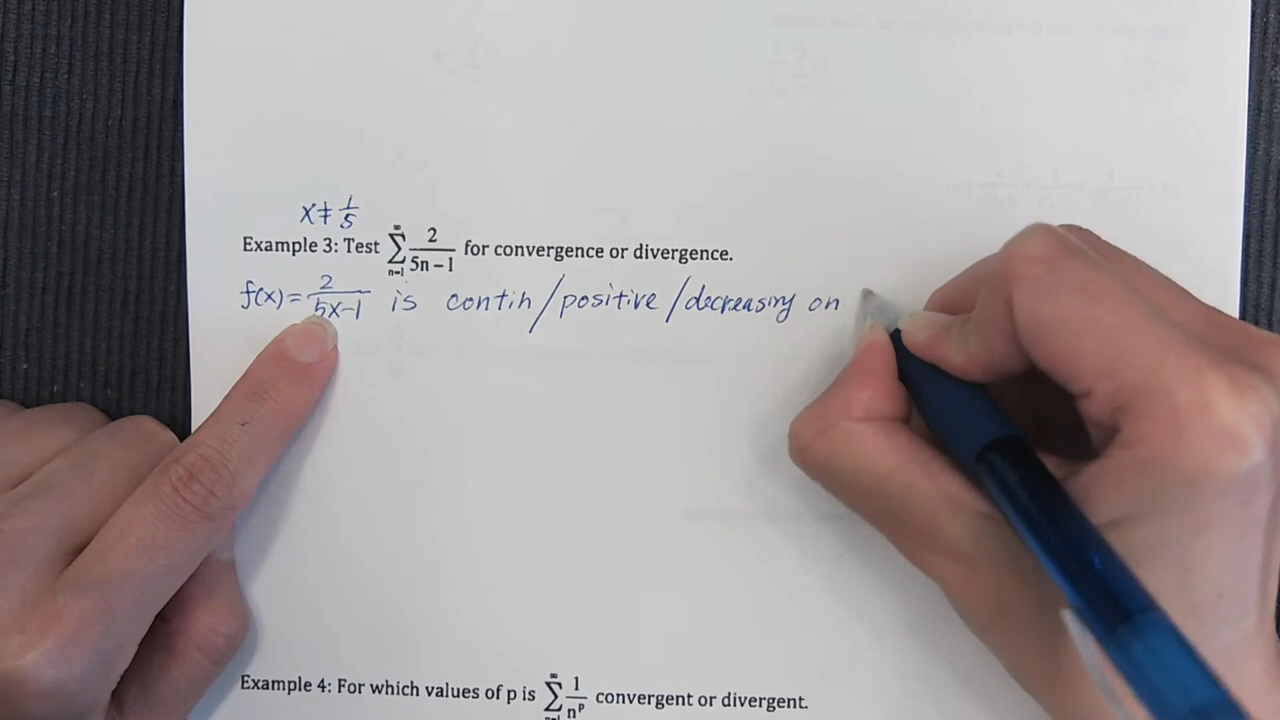 x ≠ 1/5
Example 3: Test ∑_{n=1}^{∞} 2/(5n − 1) for convergence or divergence.
f(x) = 2/(5x−1) is contin/positive/decreasing on
Example 4: For which values of p is ∑_{n=1}^{∞} 1/n^p convergent or divergent.